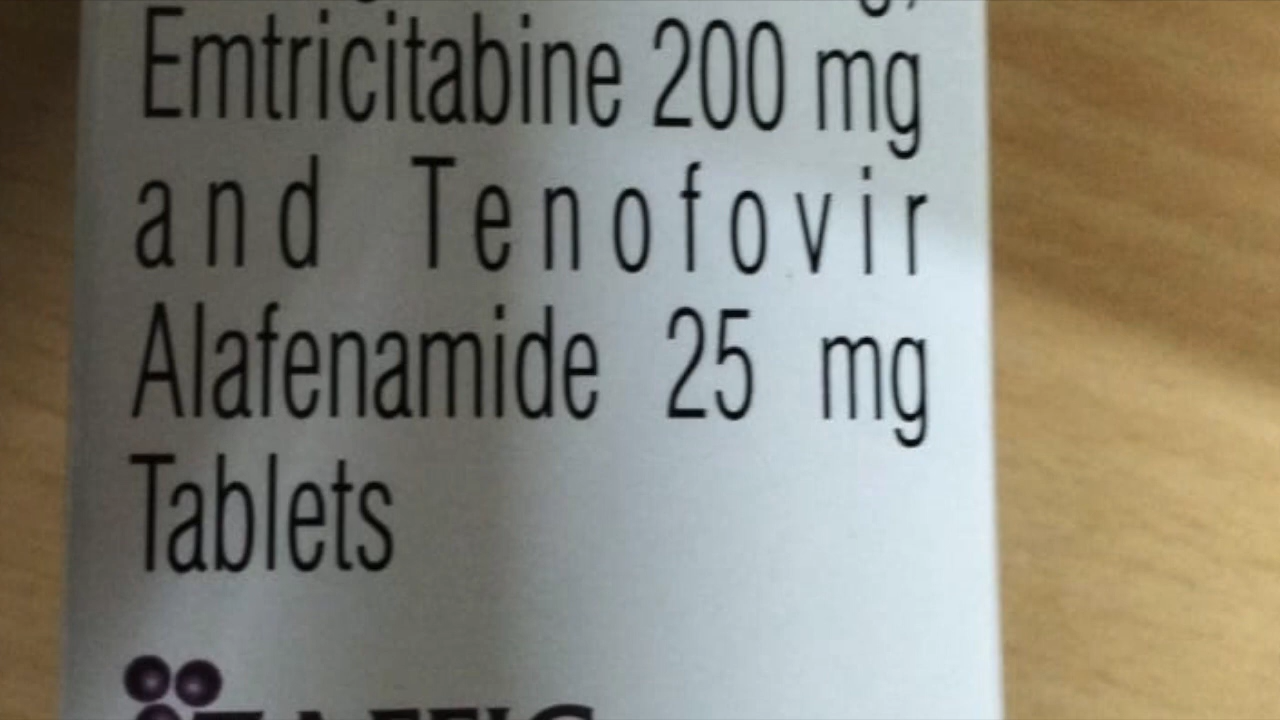 Emtricitabine 200 mg
and Tenofovir
Alafenamide 25 mg
Tablets